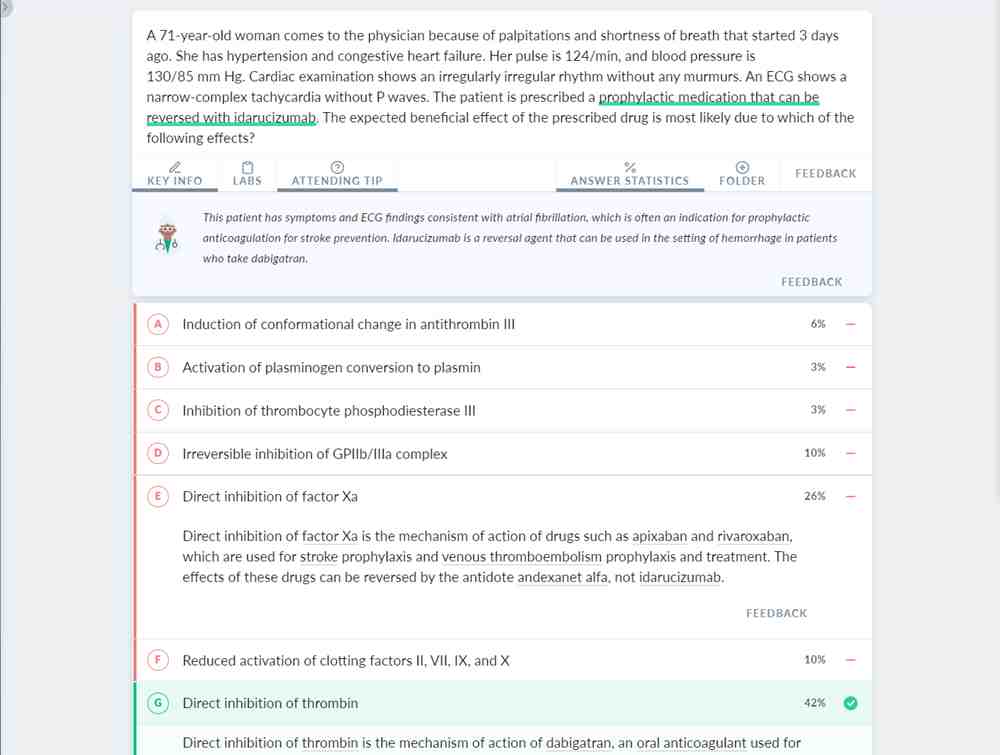 A 71-year-old woman comes to the physician because of palpitations and shortness of breath that started 3 days
ago. She has hypertension and congestive heart failure. Her pulse is 124/min, and blood pressure is
130/85 mm Hg. Cardiac examination shows an irregularly irregular rhythm without any murmurs. An ECG shows a
narrow-complex tachycardia without P waves. The patient is prescribed a prophylactic medication that can be
reversed with idarucizumab. The expected beneficial effect of the prescribed drug is most likely due to which of the
following effects?
KEY INFO LABS ATTENDING TIP ANSWER STATISTICS FOLDER FEEDBACK
This patient has symptoms and ECG findings consistent with atrial fibrillation, which is often an indication for prophylactic
anticoagulation for stroke prevention. Idarucizumab is a reversal agent that can be used in the setting of hemorrhage in patients
who take dabigatran.
FEEDBACK
A Induction of conformational change in antithrombin III 6%
B Activation of plasminogen conversion to plasmin 3%
C Inhibition of thrombocyte phosphodiesterase III 3%
D Irreversible inhibition of GPIIb/IIIa complex 10%
E Direct inhibition of factor Xa 26%
Direct inhibition of factor Xa is the mechanism of action of drugs such as apixaban and rivaroxaban,
which are used for stroke prophylaxis and venous thromboembolism prophylaxis and treatment. The
effects of these drugs can be reversed by the antidote andexanet alfa, not idarucizumab.
FEEDBACK
F Reduced activation of clotting factors II, VII, IX, and X 10%
G Direct inhibition of thrombin 42%
Direct inhibition of thrombin is the mechanism of action of dabigatran, an oral anticoagulant used for